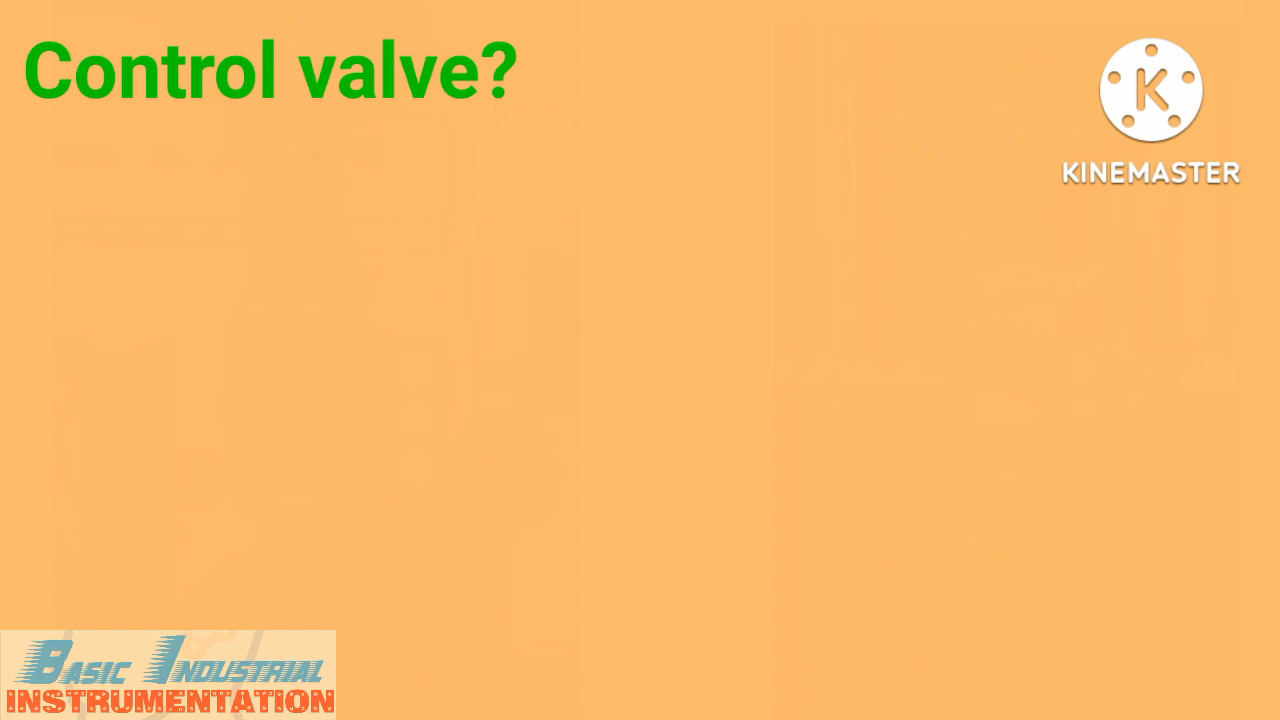 Control valve?
K
KINEMASTER
BASIC INDUSTRIAL
INSTRUMENTATION